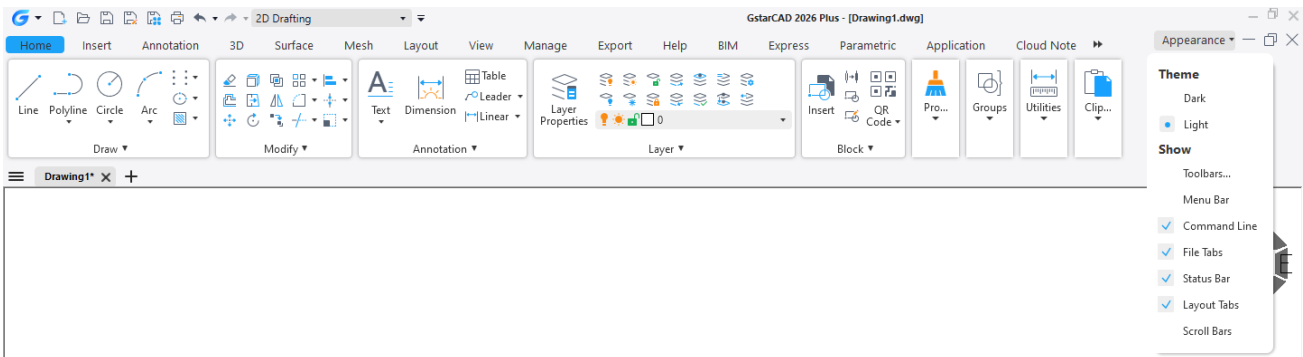 2D Drafting
GstarCAD 2026 Plus - [Drawing1.dwg]
Home Insert Annotation 3D Surface Mesh Layout View Manage Export Help BIM Express Parametric Application Cloud Note Appearance
Line Polyline Circle Arc
Draw
Modify
Text Dimension
Table
Leader
Linear
Annotation
Layer
Properties
0
Layer
Insert
QR
Code
Block
Pro...
Groups
Utilities
Clip...
Drawing1*
Theme
Dark
Light
Show
Toolbars...
Menu Bar
Command Line
File Tabs
Status Bar
Layout Tabs
Scroll Bars
E